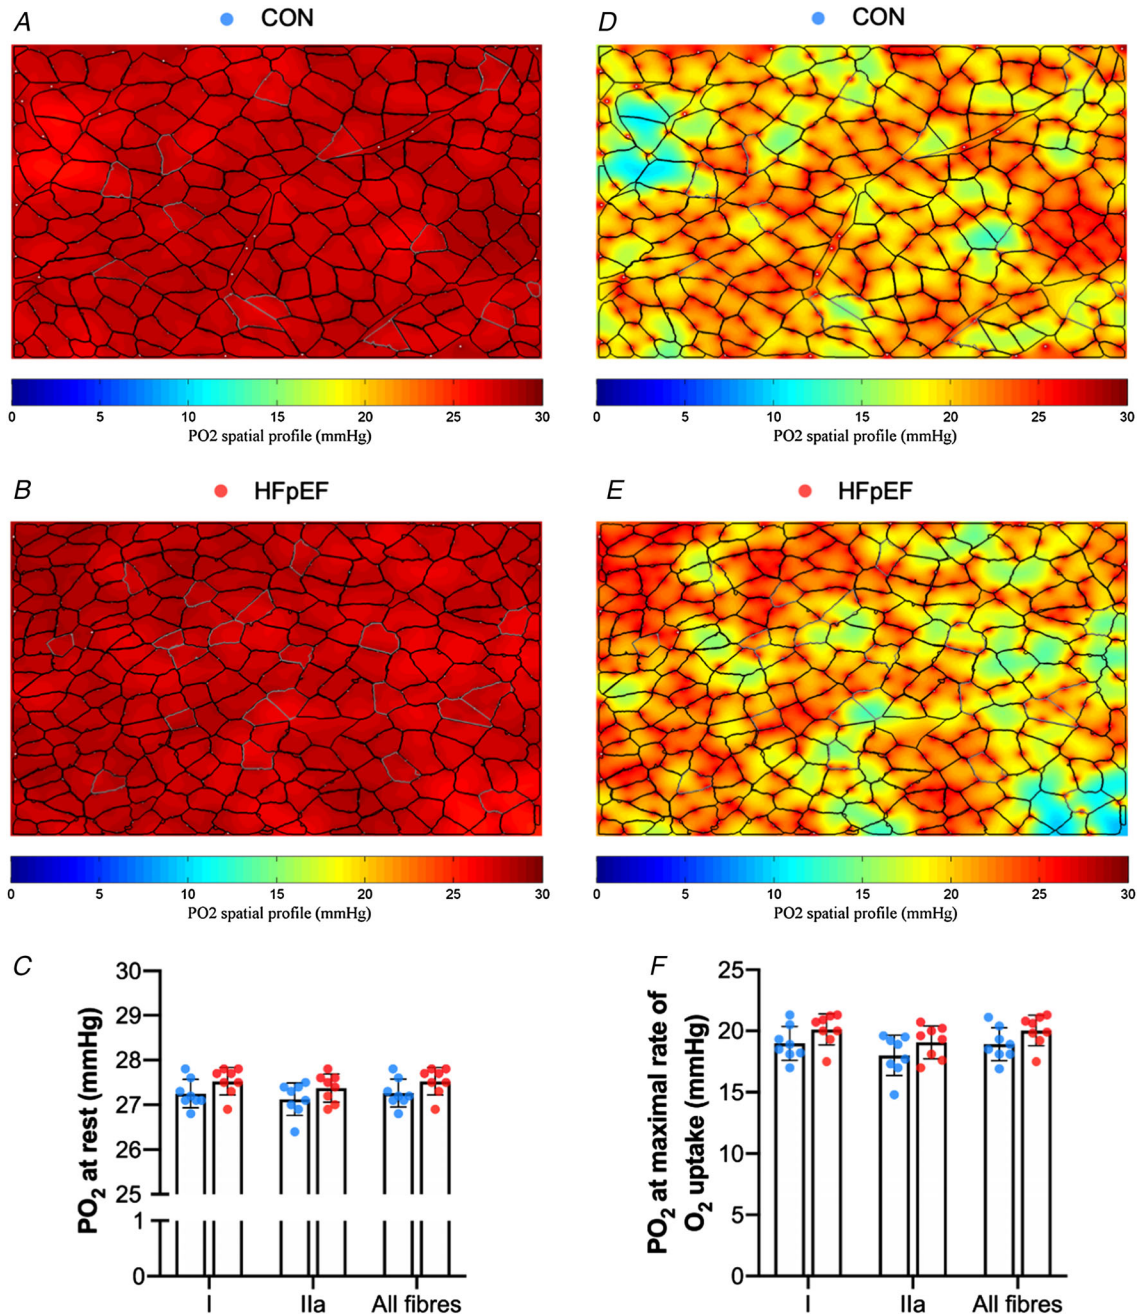 A
CON
0 5 10 15 20 25 30
PO2 spatial profile (mmHg)
B
HFpEF
0 5 10 15 20 25 30
PO2 spatial profile (mmHg)
C
PO2 at rest (mmHg)
30
29
28
27
26
25
1
0
I IIa All fibres
D
CON
0 5 10 15 20 25 30
PO2 spatial profile (mmHg)
E
HFpEF
0 5 10 15 20 25 30
PO2 spatial profile (mmHg)
F
PO2 at maximal rate of
O2 uptake (mmHg)
25
20
15
10
5
0
I IIa All fibres